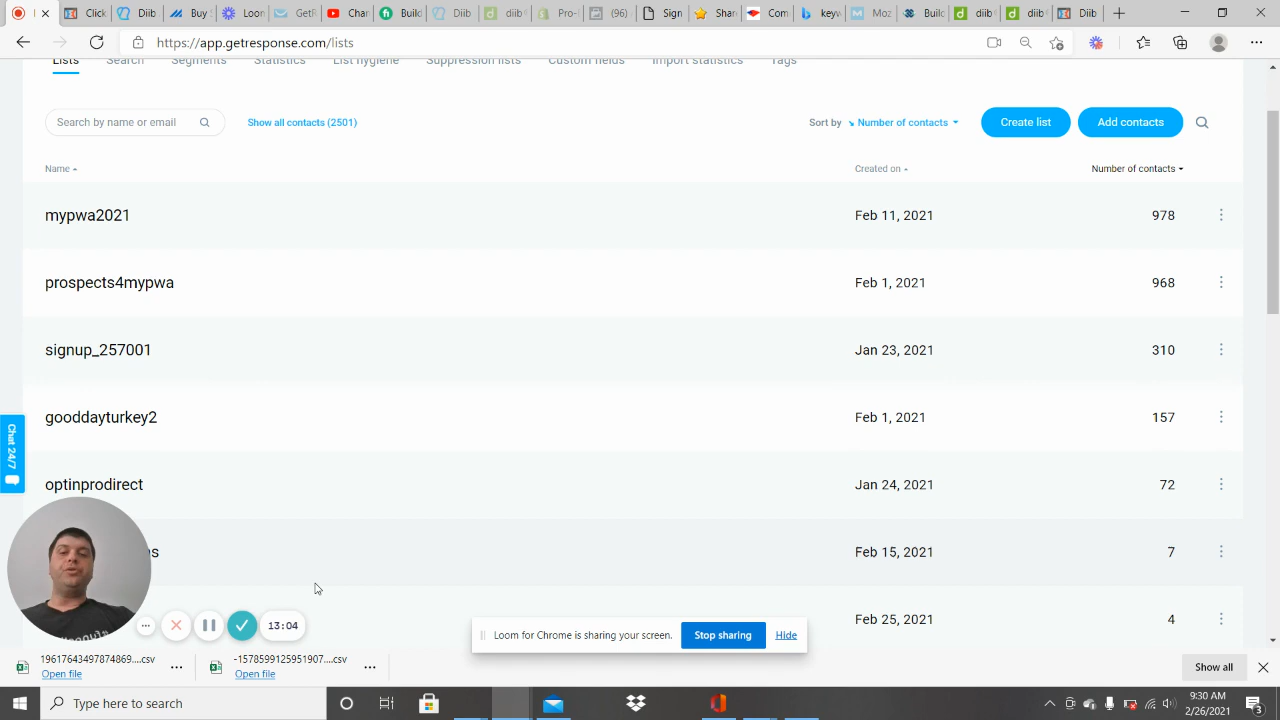 Click
Diib
Buy S
Loon
GetR
Char
Build
Diib
diib
Pro-
(96)
Sign
Shar
Com
keyw
Moz
Build
diib
diib
Diib
https://app.getresponse.com/lists
Lists Search Segments Statistics List hygiene Suppression lists Custom fields Import statistics Tags
Search by name or email Show all contacts (2501) Sort by Number of contacts Create list Add contacts
Name Created on Number of contacts
mypwa2021 Feb 11, 2021 978
prospects4mypwa Feb 1, 2021 968
signup_257001 Jan 23, 2021 310
gooddayturkey2 Feb 1, 2021 157
optinprodirect Jan 24, 2021 72
Feb 15, 2021 7
Feb 25, 2021 4
Chat 24/7
13:04
Loom for Chrome is sharing your screen. Stop sharing Hide
19617643497874869....csv
Open file
-1578599125951907....csv
Open file
Show all
Type here to search
9:30 AM
2/26/2021
3